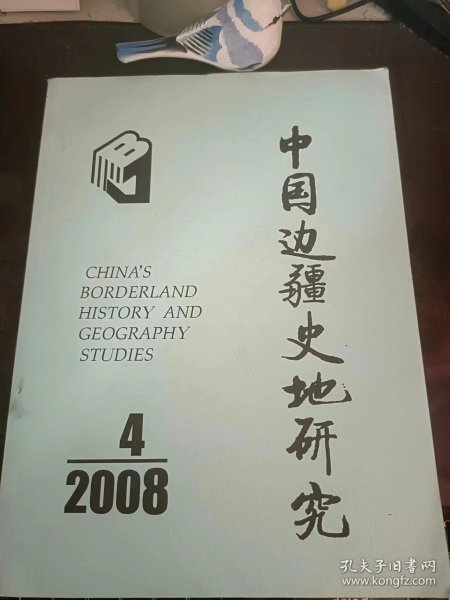 中国边疆史地研究
CHINA'S
BORDERLAND
HISTORY AND
GEOGRAPHY
STUDIES
4
2008
孔夫子旧书网
www.kongfz.com